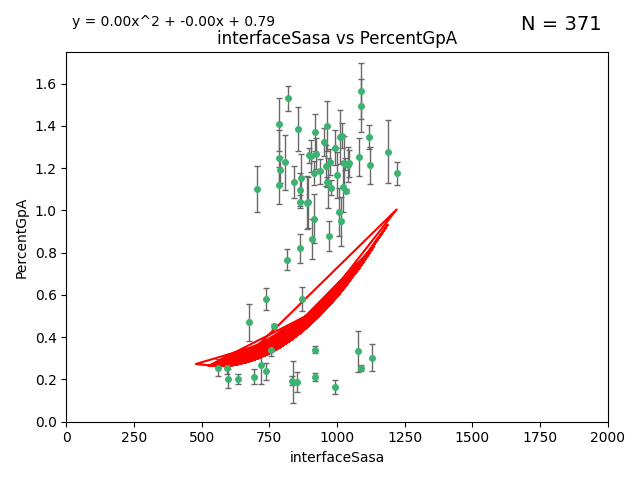 y = 0.00x^2 + -0.00x + 0.79
N = 371
interfaceSasa vs PercentGpA
PercentGpA
1.6
1.4
1.2
1.0
0.8
0.6
0.4
0.2
0.0
0 250 500 750 1000 1250 1500 1750 2000
interfaceSasa